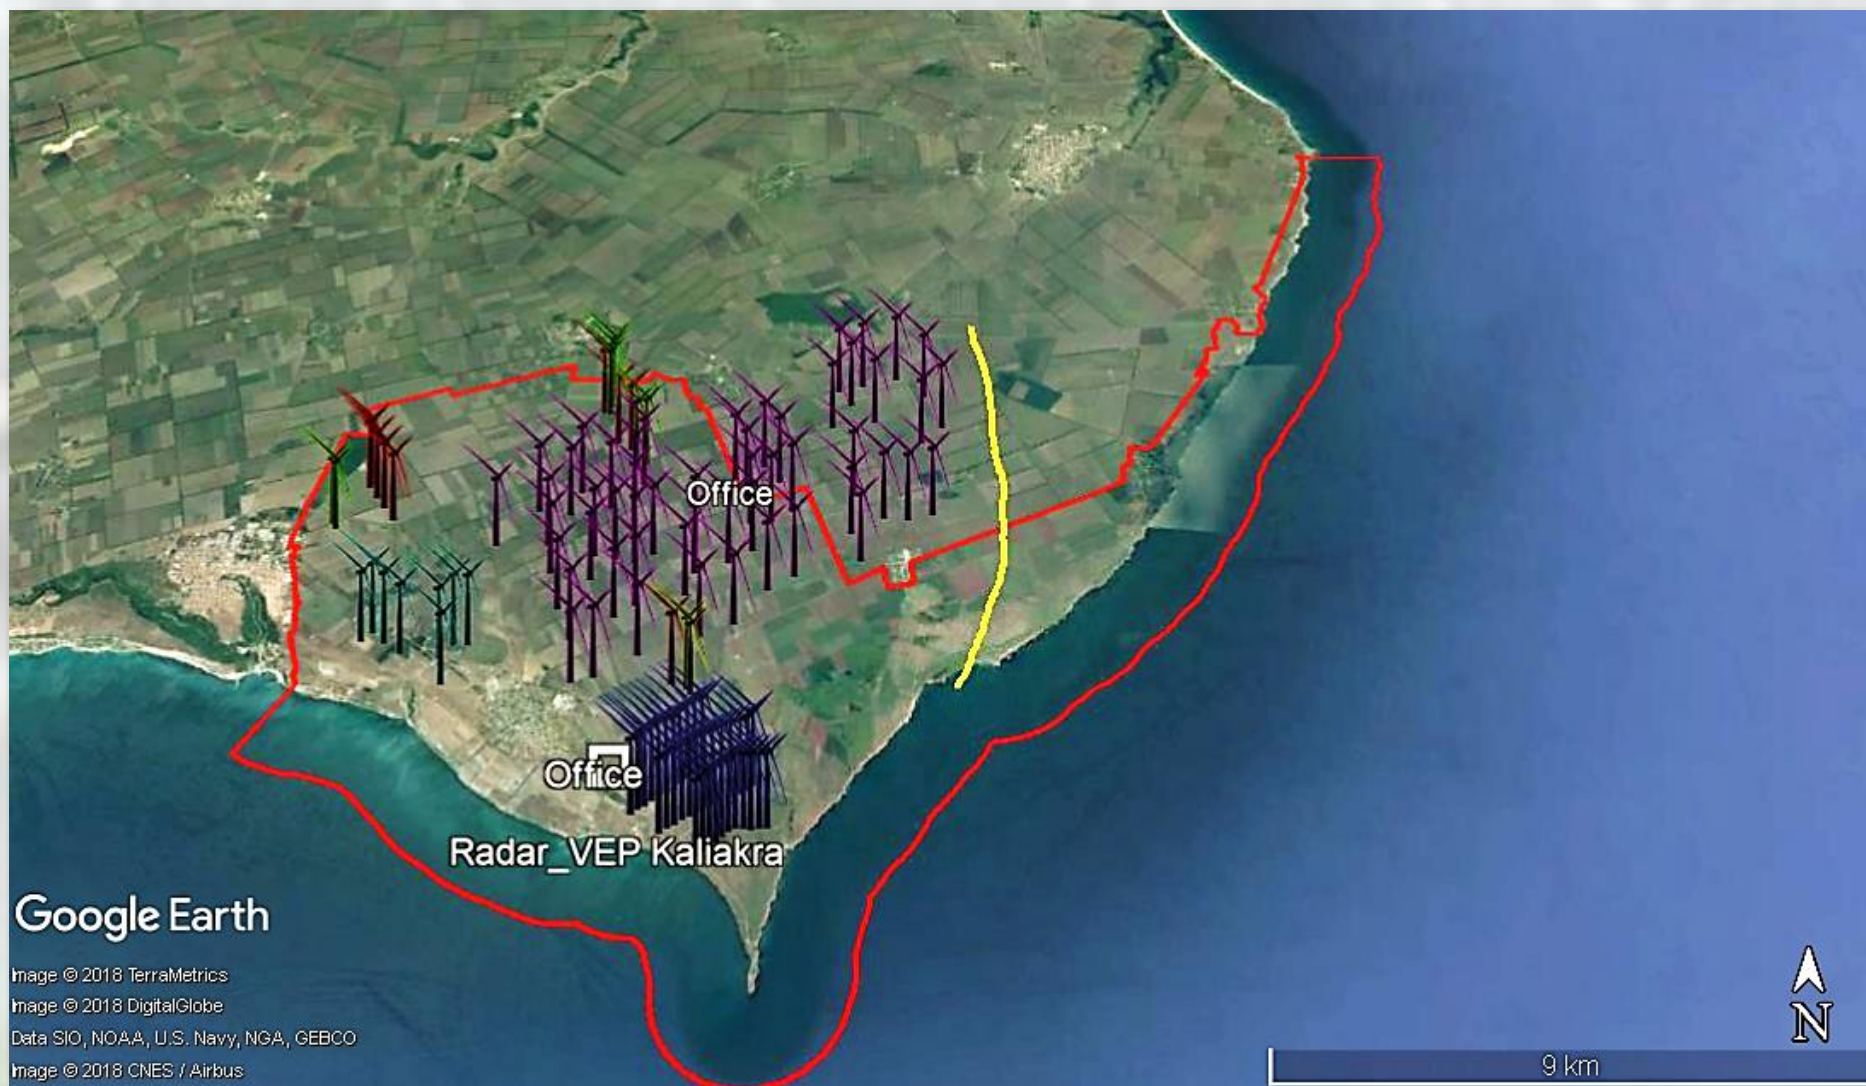 Office
Office
Radar_VEP Kaliakra
Google Earth
Image © 2018 TerraMetrics
Image © 2018 DigitalGlobe
Data SIO, NOAA, U.S. Navy, NGA, GEBCO
Image © 2018 CNES / Airbus
N
9 km